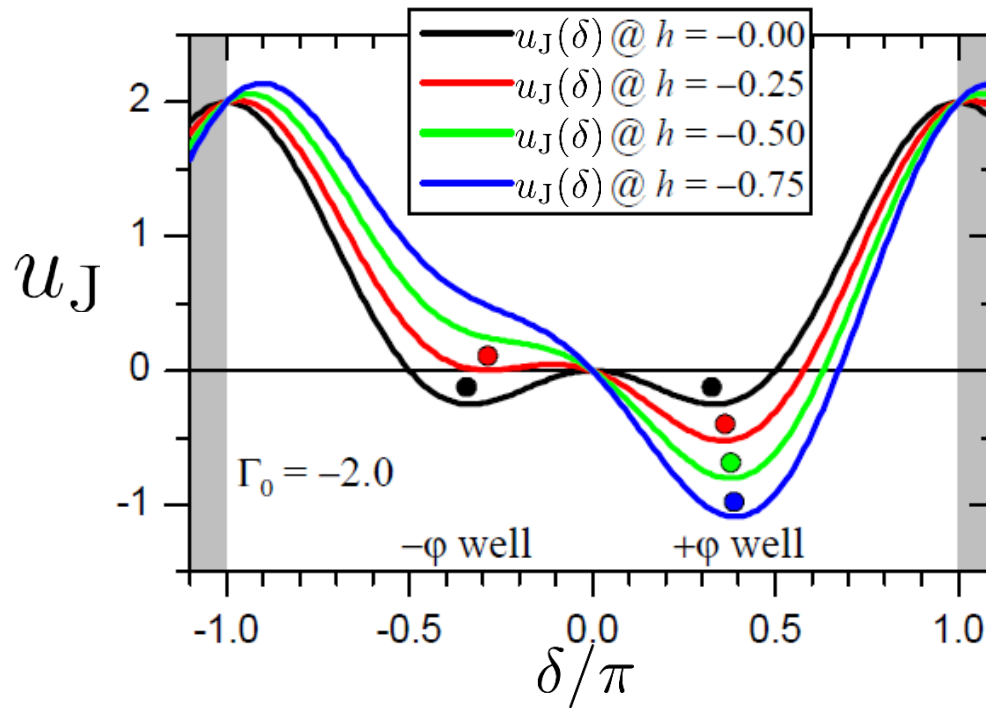 u_J(δ) @ h = −0.00
u_J(δ) @ h = −0.25
u_J(δ) @ h = −0.50
u_J(δ) @ h = −0.75
2
1
0
-1
u_J
Γ₀ = −2.0
−φ well
+φ well
-1.0
-0.5
0.0
0.5
1.0
δ/π